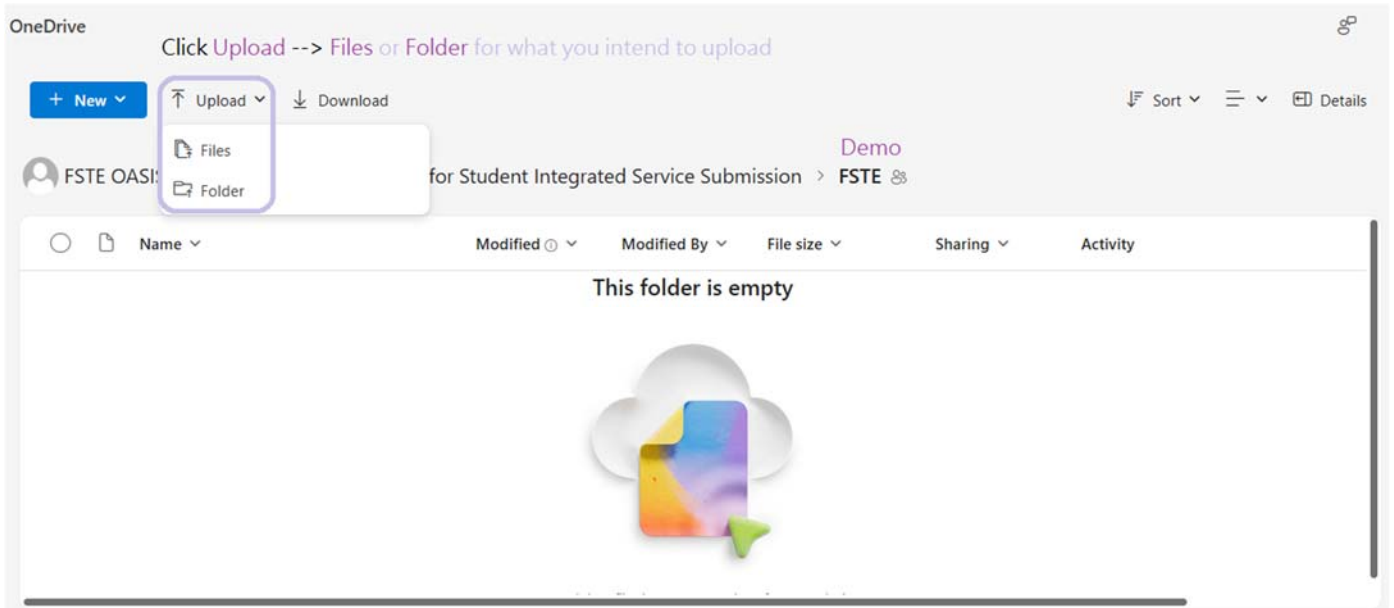 OneDrive
Click Upload --> Files or Folder for what you intend to upload
+ New Upload Download Sort Details
Files
Demo
FSTE OASI for Student Integrated Service Submission > FSTE
Folder
Name Modified Modified By File size Sharing Activity
This folder is empty